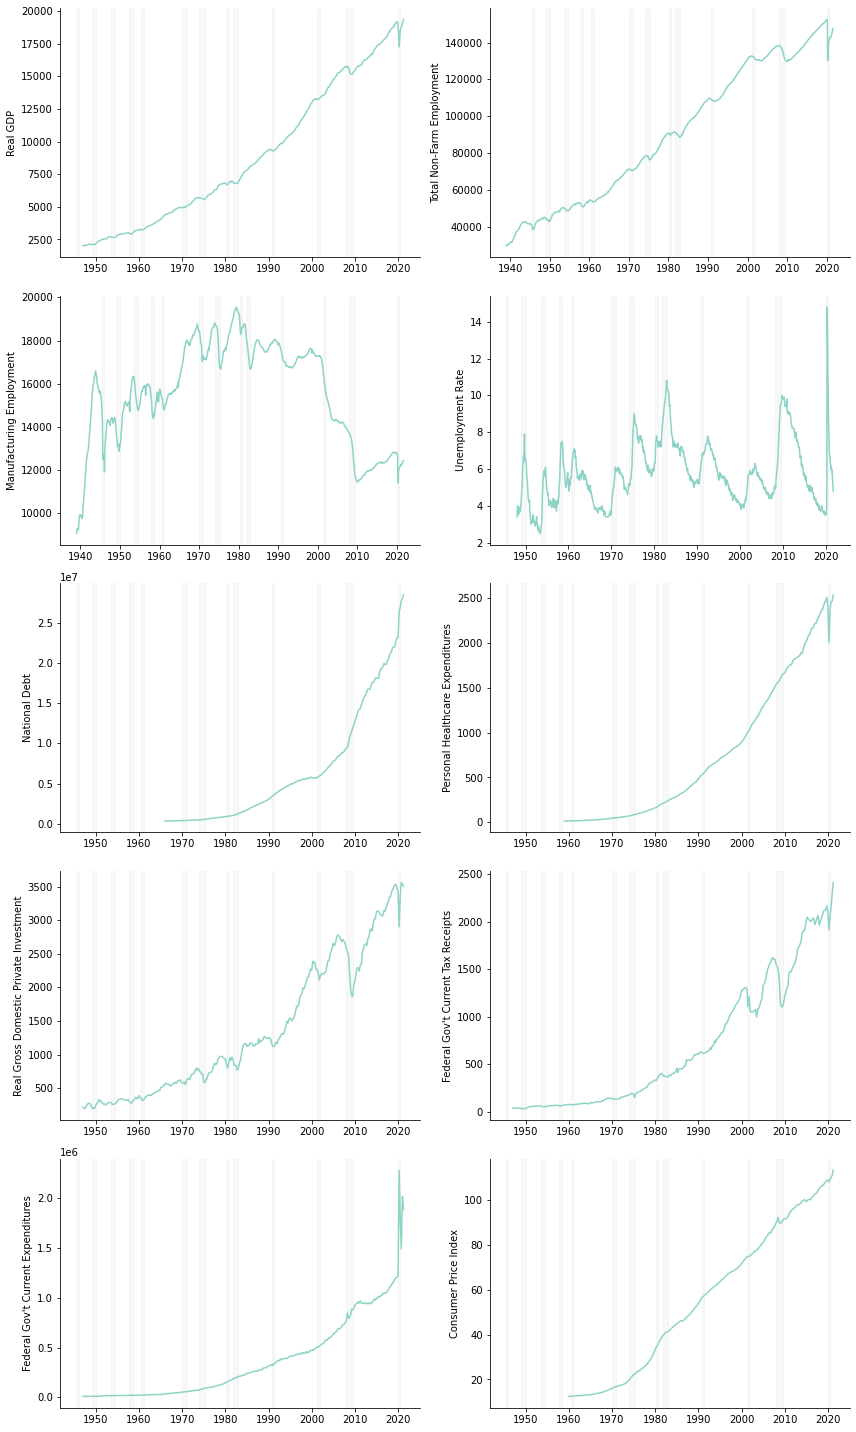 Real GDP
20000
17500
15000
12500
10000
7500
5000
2500
1950 1960 1970 1980 1990 2000 2010 2020
Total Non-Farm Employment
140000
120000
100000
80000
60000
40000
1940 1950 1960 1970 1980 1990 2000 2010 2020
Manufacturing Employment
20000
18000
16000
14000
12000
10000
1940 1950 1960 1970 1980 1990 2000 2010 2020
Unemployment Rate
14
12
10
8
6
4
2
1950 1960 1970 1980 1990 2000 2010 2020
1e7
National Debt
2.5
2.0
1.5
1.0
0.5
0.0
1950 1960 1970 1980 1990 2000 2010 2020
Personal Healthcare Expenditures
2500
2000
1500
1000
500
0
1950 1960 1970 1980 1990 2000 2010 2020
Real Gross Domestic Private Investment
3500
3000
2500
2000
1500
1000
500
1950 1960 1970 1980 1990 2000 2010 2020
Federal Gov't Current Tax Receipts
2500
2000
1500
1000
500
0
1950 1960 1970 1980 1990 2000 2010 2020
1e6
Federal Gov't Current Expenditures
2.0
1.5
1.0
0.5
0.0
1950 1960 1970 1980 1990 2000 2010 2020
Consumer Price Index
100
80
60
40
20
1950 1960 1970 1980 1990 2000 2010 2020